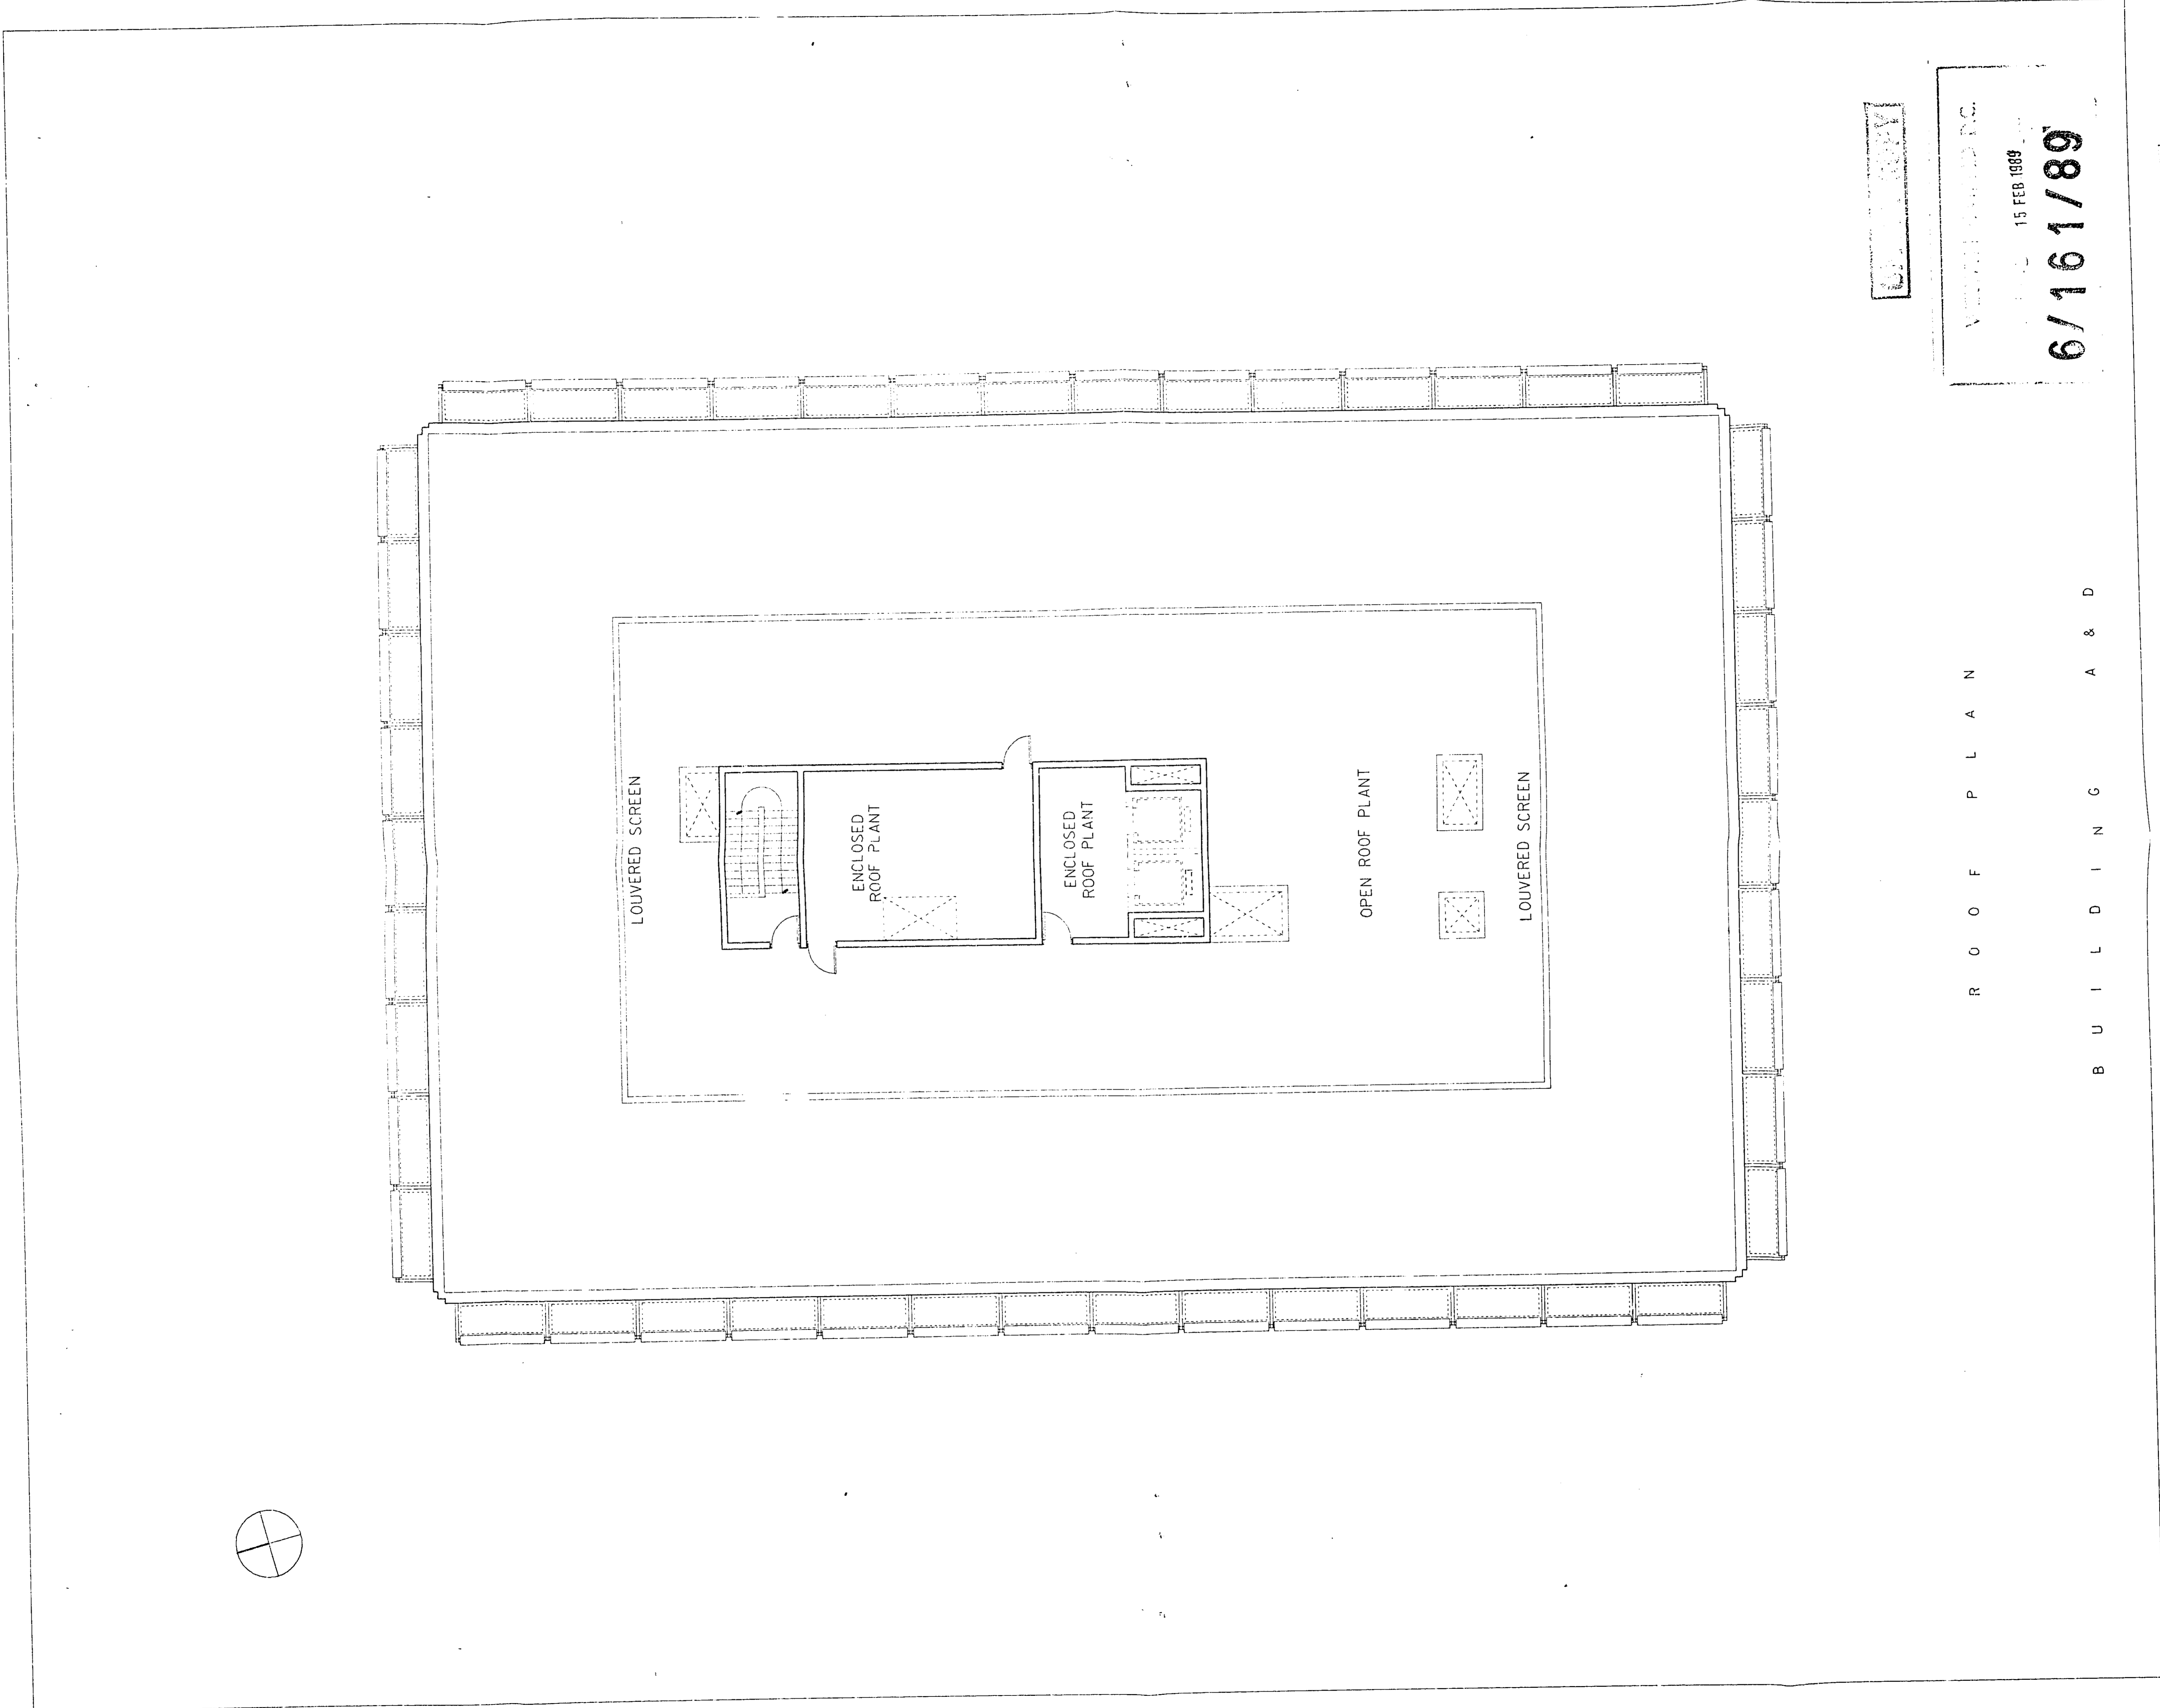 LOUVERED SCREEN
ENCLOSED
ROOF PLANT
ENCLOSED
ROOF PLANT
OPEN ROOF PLANT
LOUVERED SCREEN
15 FEB 1989
6/161/89
ROOF PLAN
BUILDING A & D